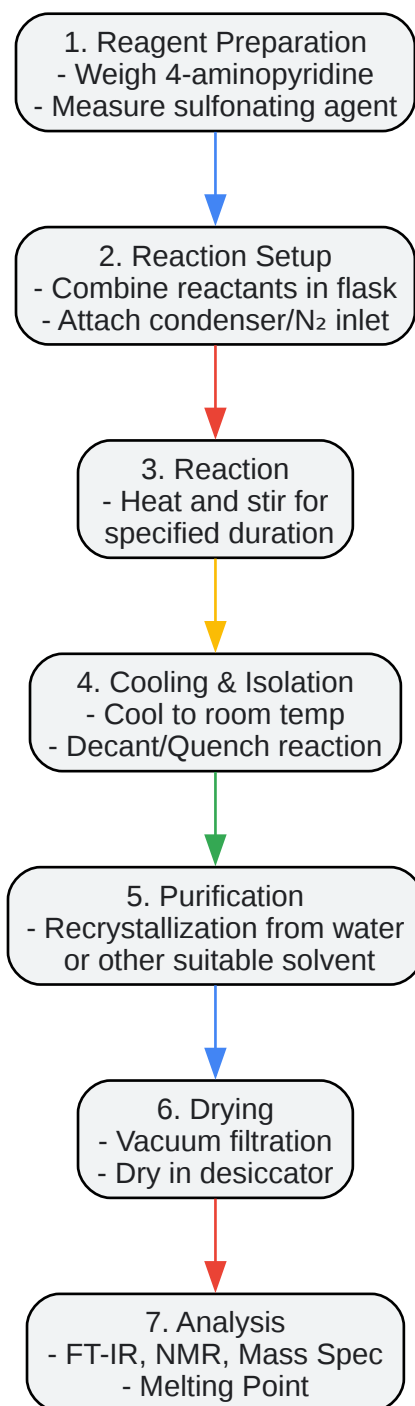 1. Reagent Preparation
- Weigh 4-aminopyridine
- Measure sulfonating agent
2. Reaction Setup
- Combine reactants in flask
- Attach condenser/N₂ inlet
3. Reaction
- Heat and stir for
specified duration
4. Cooling & Isolation
- Cool to room temp
- Decant/Quench reaction
5. Purification
- Recrystallization from water
or other suitable solvent
6. Drying
- Vacuum filtration
- Dry in desiccator
7. Analysis
- FT-IR, NMR, Mass Spec
- Melting Point